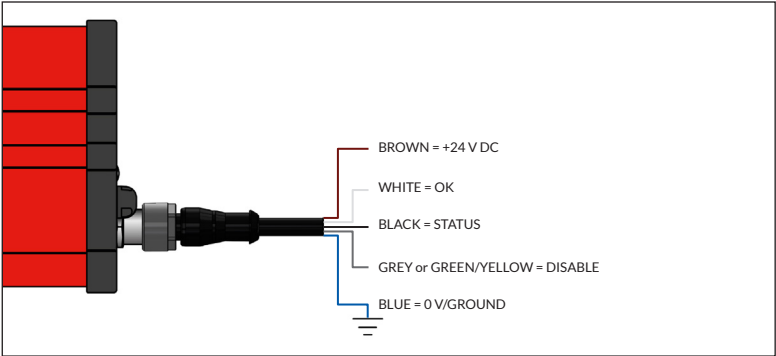 BROWN = +24 V DC
WHITE = OK
BLACK = STATUS
GREY or GREEN/YELLOW = DISABLE
BLUE = 0 V/GROUND